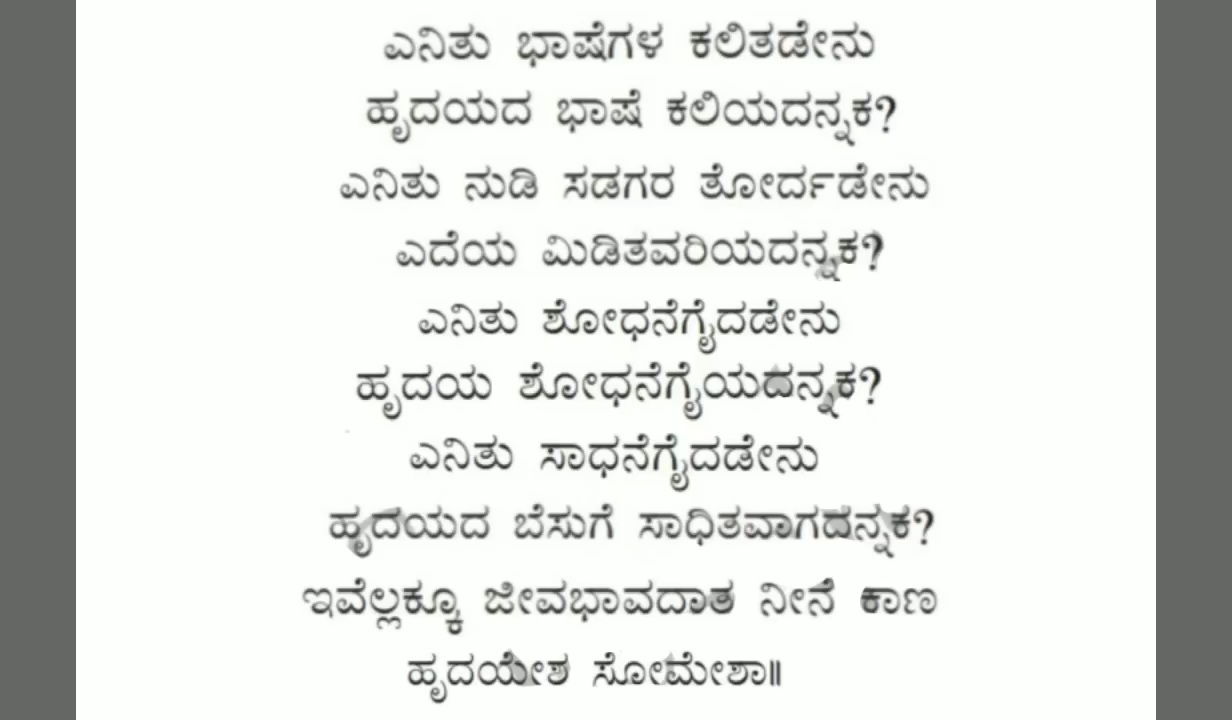 ಎನಿತು ಭಾಷೆಗಳ ಕಲಿತಡೇನು
ಹೃದಯದ ಭಾಷೆ ಕಲಿಯದನ್ನಕ?
ಎನಿತು ನುಡಿ ಸಡಗರ ತೋರ್ದಡೇನು
ಎದೆಯ ಮಿಡಿತವರಿಯದನ್ನಕ?
ಎನಿತು ಶೋಧನೆಗೈದಡೇನು
ಹೃದಯ ಶೋಧನೆಗೈಯದನ್ನಕ?
ಎನಿತು ಸಾಧನೆಗೈದಡೇನು
ಹೃದಯದ ಬೆಸುಗೆ ಸಾಧಿತವಾಗದನ್ನಕ?
ಇವೆಲ್ಲಕ್ಕೂ ಜೀವಭಾವದಾತ ನೀನೆ ಕಾಣ
ಹೃದಯೇಶ ಸೋಮೇಶಾ॥